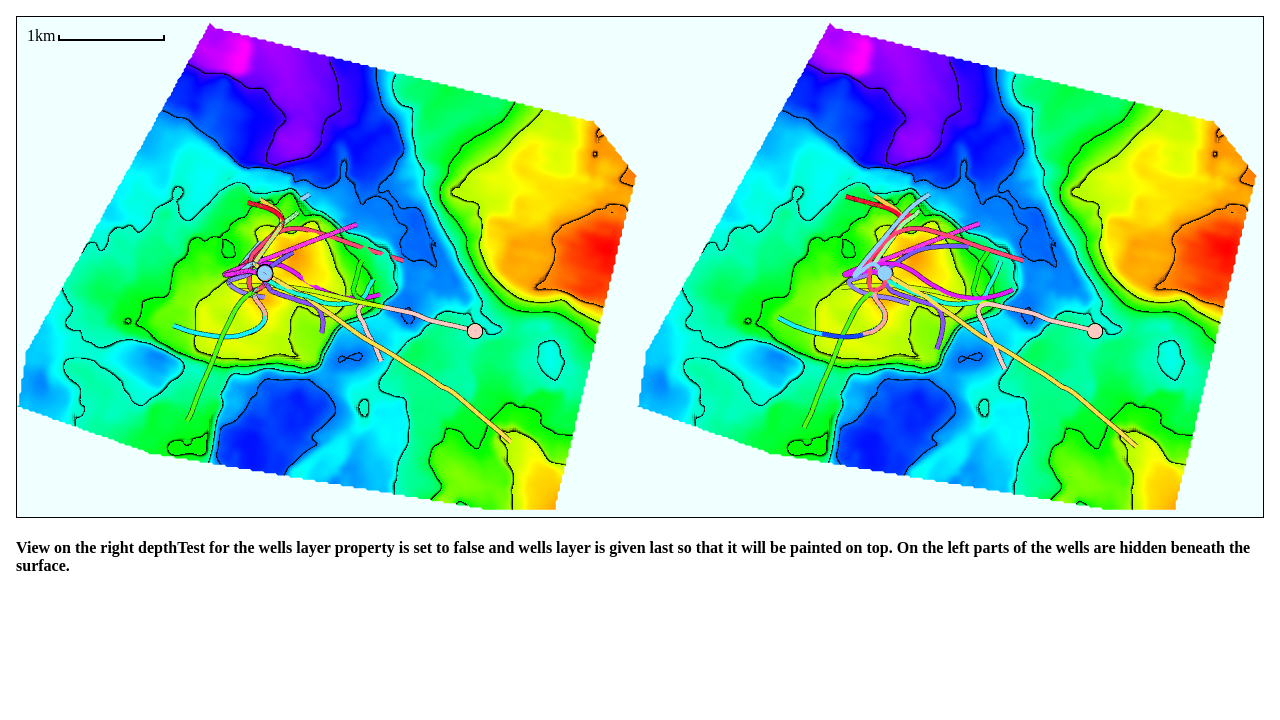 1km
View on the right depthTest for the wells layer property is set to false and wells layer is given last so that it will be painted on top. On the left parts of the wells are hidden beneath the
surface.